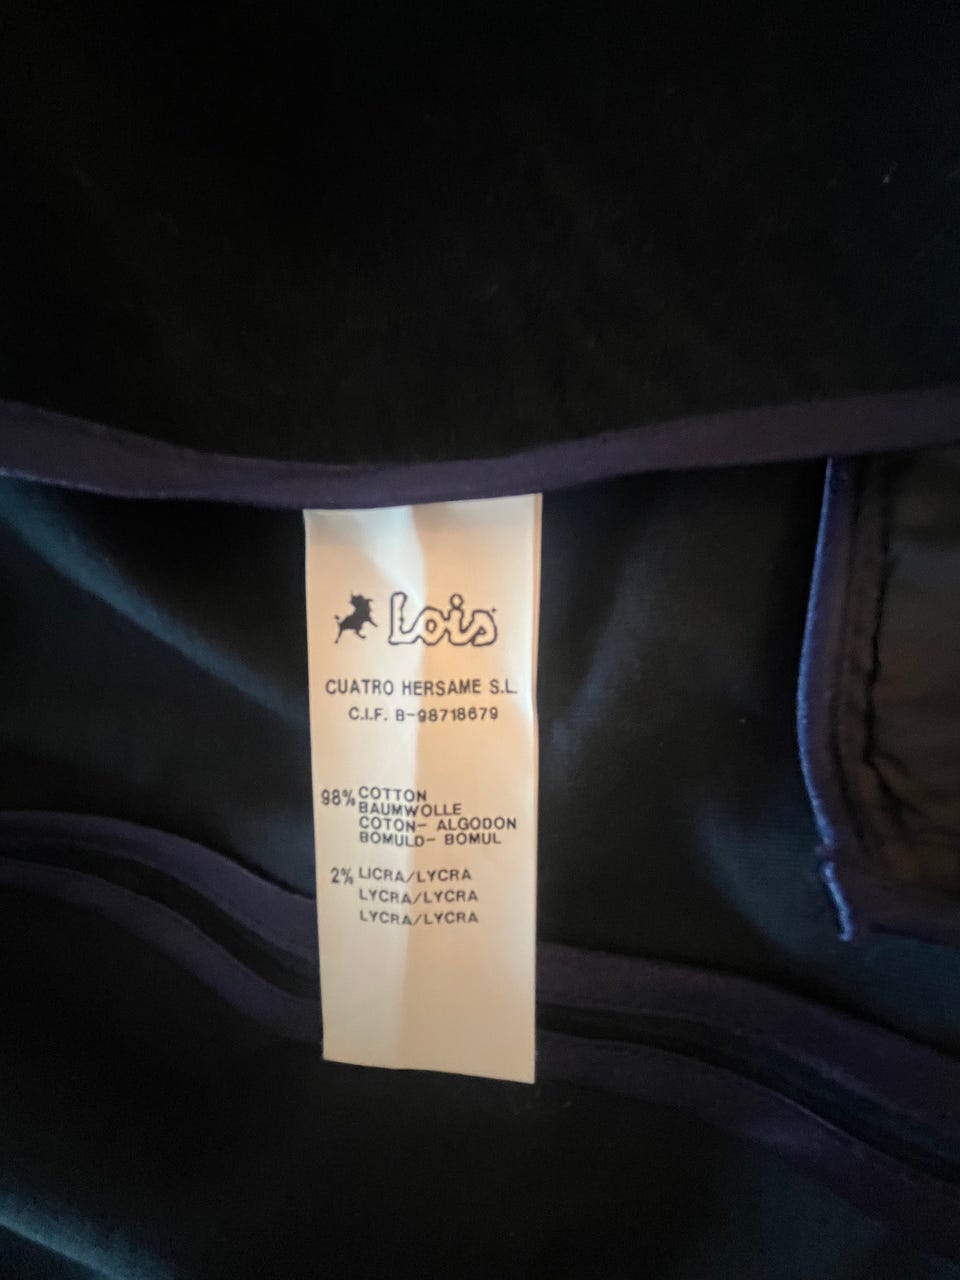 Lois
CUATRO HERSAME S.L.
C.I.F. B-98718679
98% COTTON
BAUMWOLLE
COTON- ALGODON
BOMULD- BOMUL
2% LICRA/LYCRA
LYCRA/LYCRA
LYCRA/LYCRA